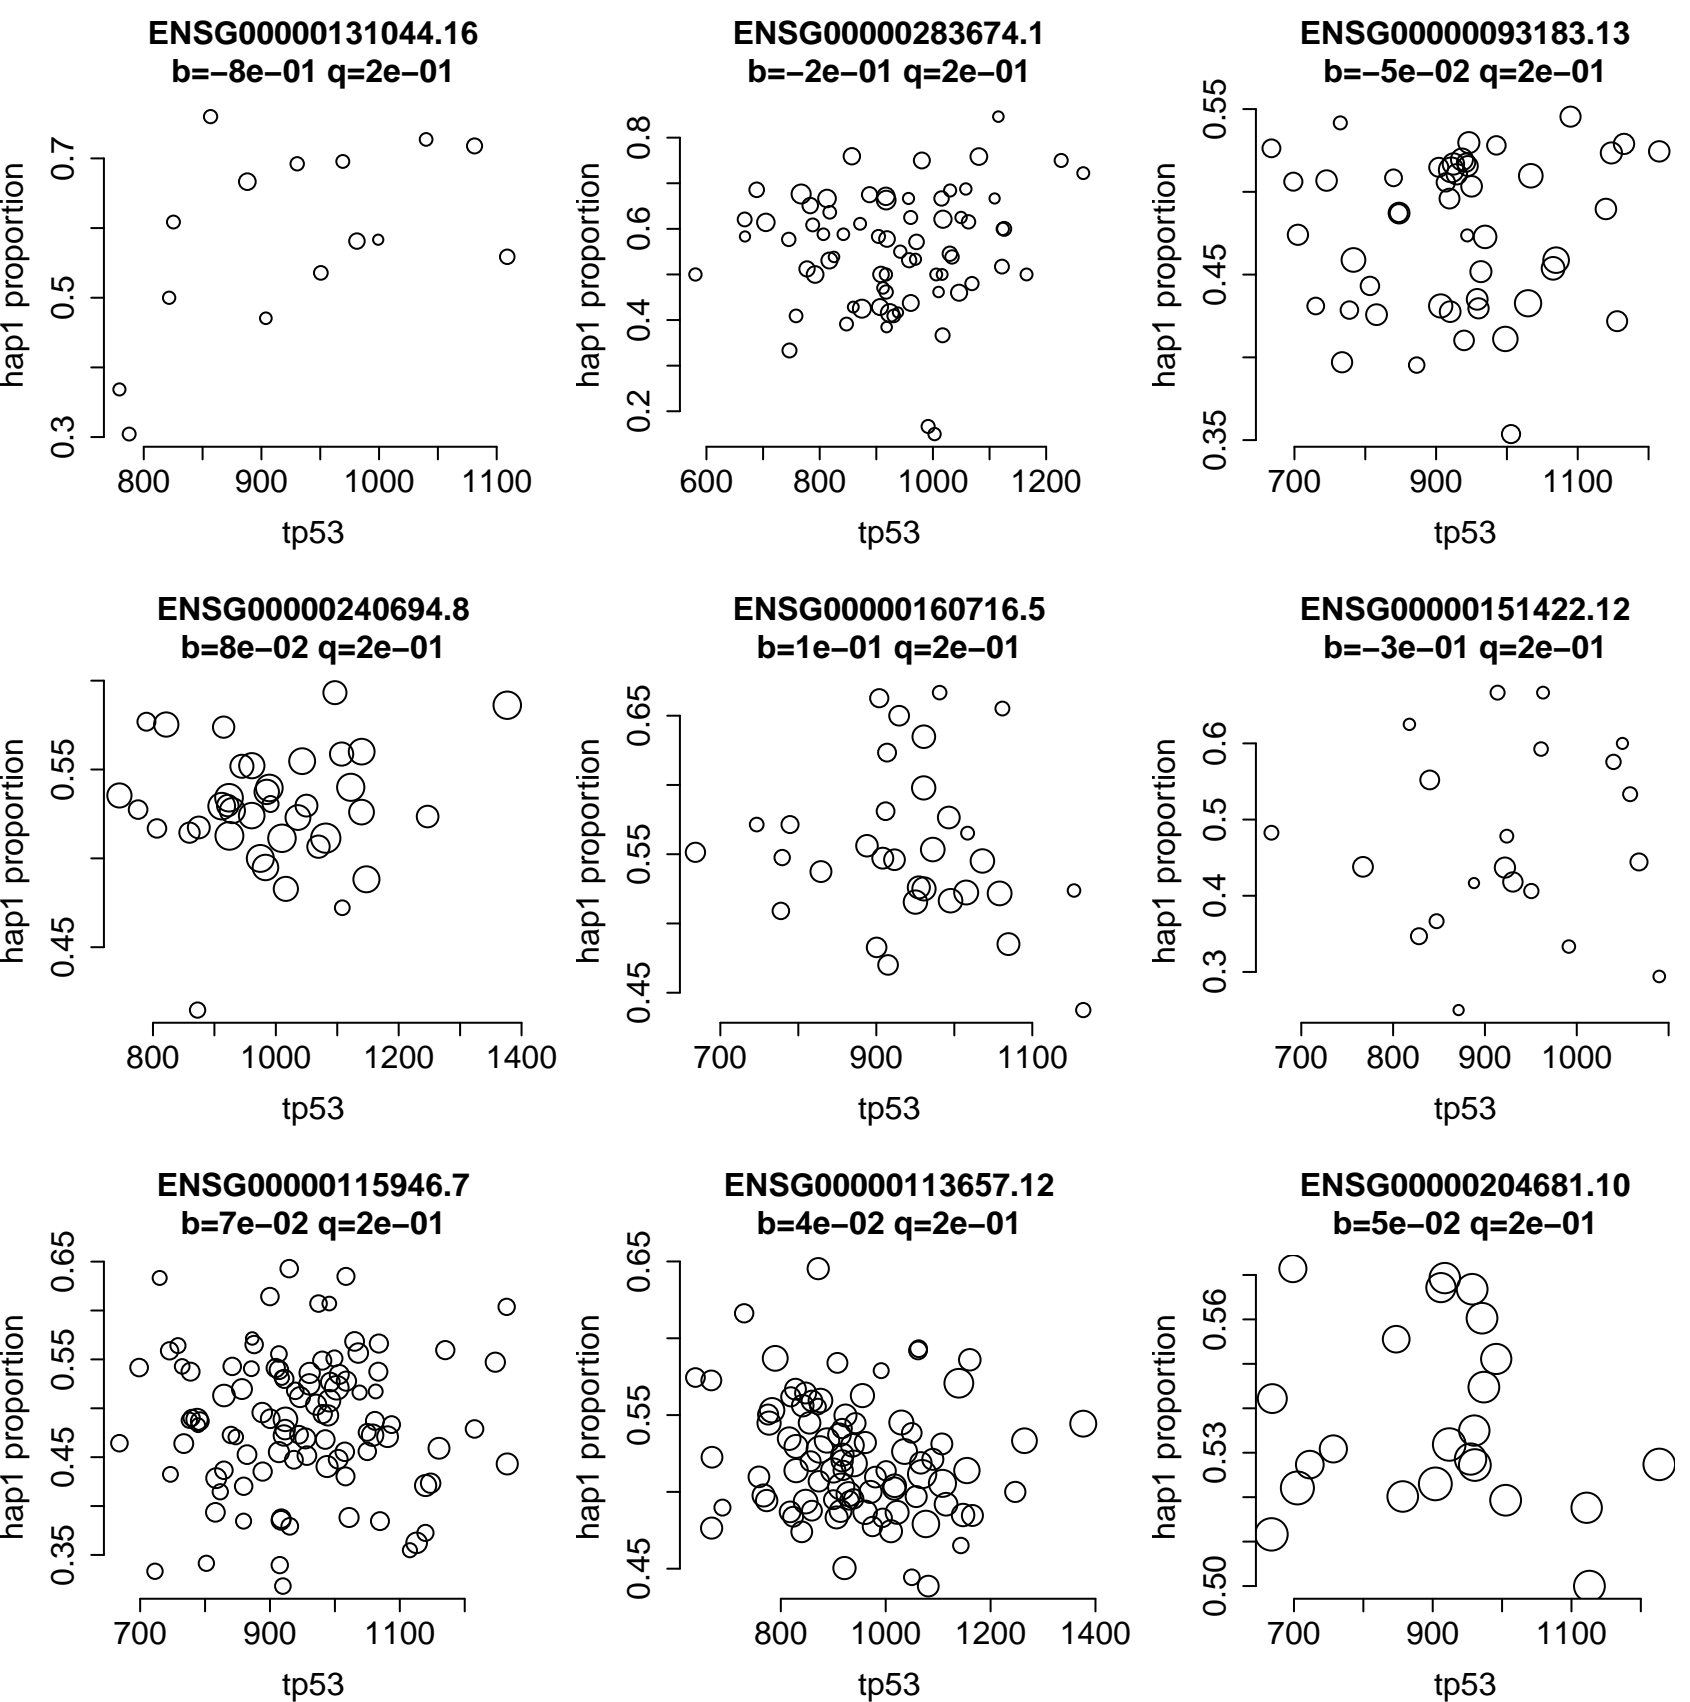 ENSG00000131044.16
b=−8e−01 q=2e−01
hap1 proportion
0.3 0.5 0.7
800 900 1000 1100
tp53
ENSG00000283674.1
b=−2e−01 q=2e−01
hap1 proportion
0.2 0.4 0.6 0.8
600 800 1000 1200
tp53
ENSG00000093183.13
b=−5e−02 q=2e−01
hap1 proportion
0.35 0.45 0.55
700 900 1100
tp53
ENSG00000240694.8
b=8e−02 q=2e−01
hap1 proportion
0.45 0.55
800 1000 1200 1400
tp53
ENSG00000160716.5
b=1e−01 q=2e−01
hap1 proportion
0.45 0.55 0.65
700 900 1100
tp53
ENSG00000151422.12
b=−3e−01 q=2e−01
hap1 proportion
0.3 0.4 0.5 0.6
700 800 900 1000
tp53
ENSG00000115946.7
b=7e−02 q=2e−01
hap1 proportion
0.35 0.45 0.55 0.65
700 900 1100
tp53
ENSG00000113657.12
b=4e−02 q=2e−01
hap1 proportion
0.45 0.55 0.65
800 1000 1200 1400
tp53
ENSG00000204681.10
b=5e−02 q=2e−01
hap1 proportion
0.50 0.53 0.56
700 900 1100
tp53